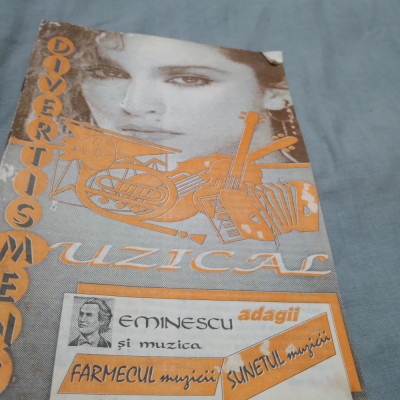 DIVERTISMENT
MUZICAL
adagii
EMINESCU
și muzica
FARMECUL muzicii
SUNETUL muzicii